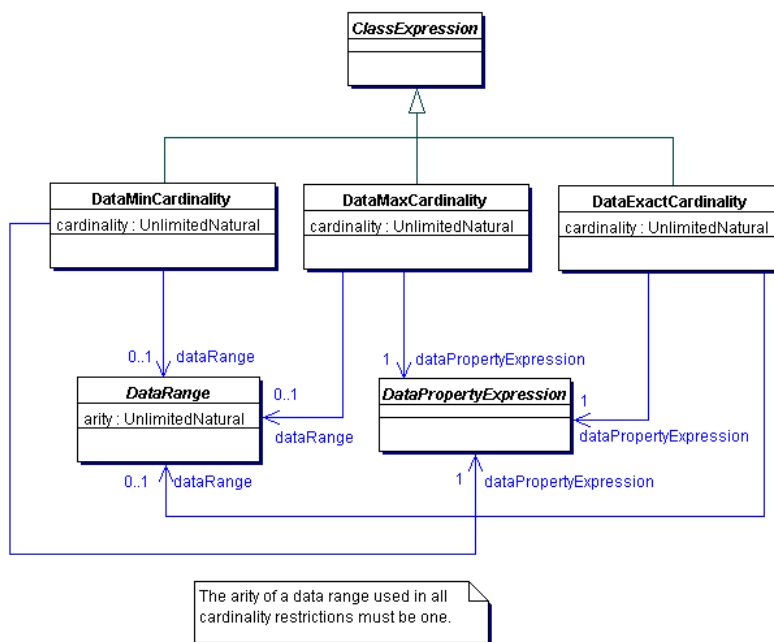 ClassExpression
DataMinCardinality
cardinality : UnlimitedNatural
DataMaxCardinality
cardinality : UnlimitedNatural
DataExactCardinality
cardinality : UnlimitedNatural
0..1 dataRange
1 dataPropertyExpression
DataRange
arity : UnlimitedNatural
0..1
dataRange
DataPropertyExpression
1
dataPropertyExpression
0..1 dataRange
1 dataPropertyExpression
The arity of a data range used in all
cardinality restrictions must be one.